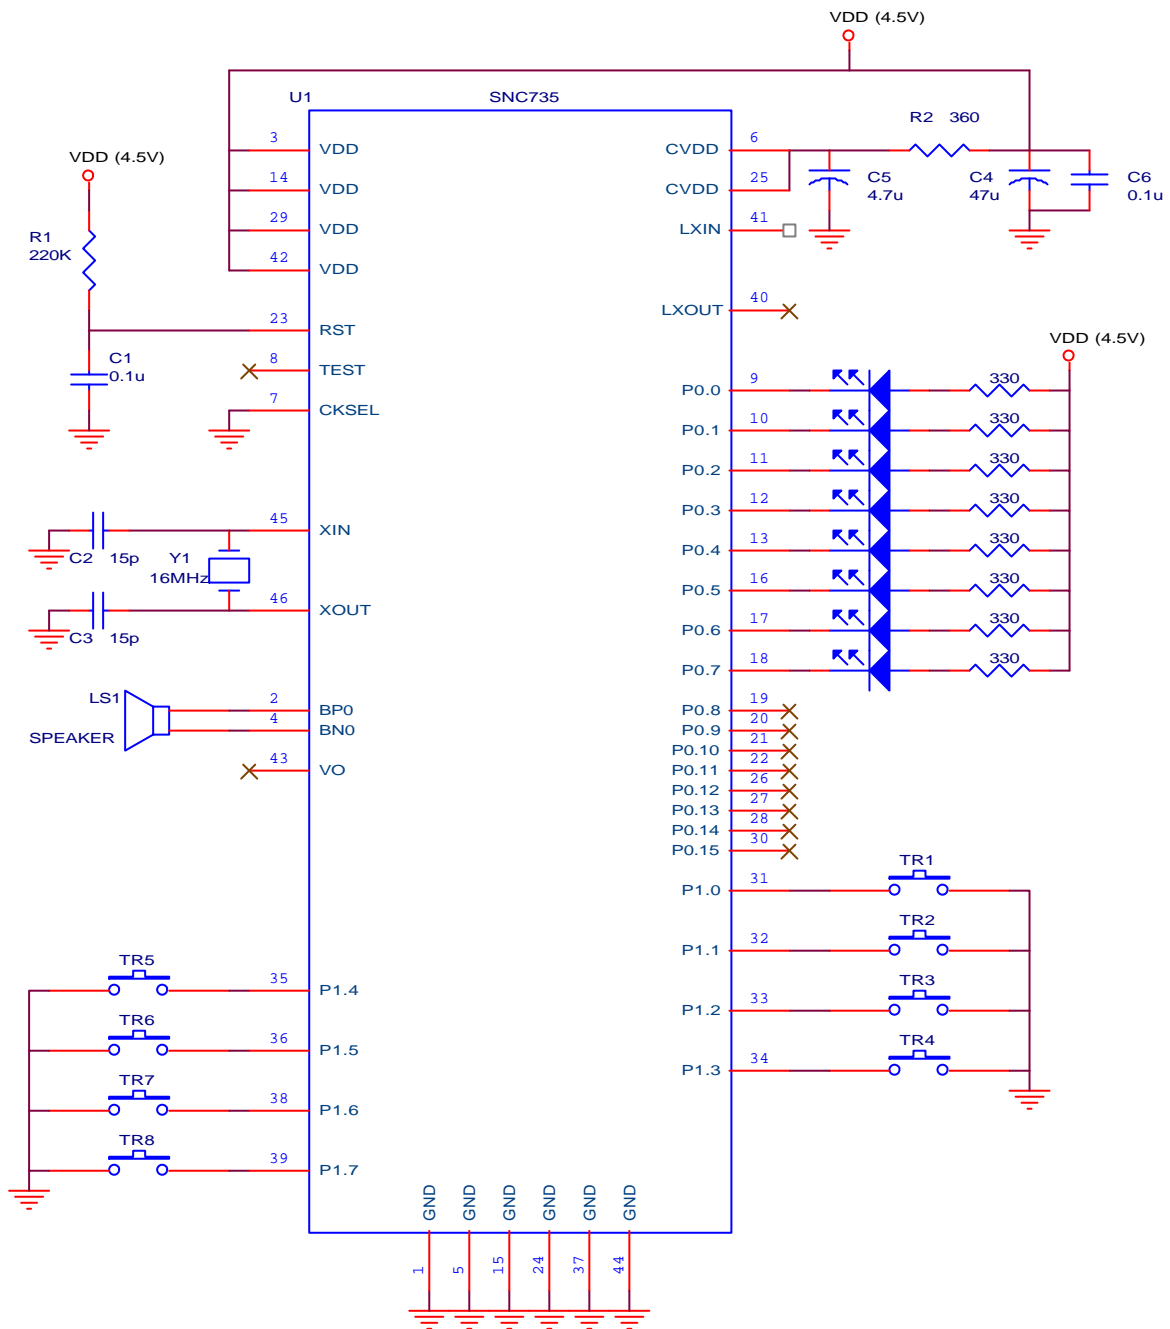 VDD (4.5V)
U1
SNC735
R2 360
3
VDD
CVDD
6
VDD (4.5V)
14
VDD
CVDD
25
C5
4.7u
C4
47u
C6
0.1u
29
VDD
LXIN
41
R1
220K
42
VDD
LXOUT
40
23
RST
VDD (4.5V)
C1
0.1u
8
TEST
7
CKSEL
P0.0
9
330
P0.1
10
330
P0.2
11
330
P0.3
12
330
45
XIN
C2 15p
Y1
16MHz
P0.4
13
330
P0.5
16
330
46
XOUT
C3 15p
P0.6
17
330
P0.7
18
330
LS1
SPEAKER
2
BP0
4
BN0
43
VO
P0.8
19
P0.9
20
P0.10
21
P0.11
22
P0.12
26
P0.13
27
P0.14
28
P0.15
30
P1.0
31
TR1
P1.1
32
TR2
P1.2
33
TR3
P1.3
34
TR4
TR5
35
P1.4
TR6
36
P1.5
TR7
38
P1.6
TR8
39
P1.7
GND
GND
GND
GND
GND
GND
1
5
15
24
37
44